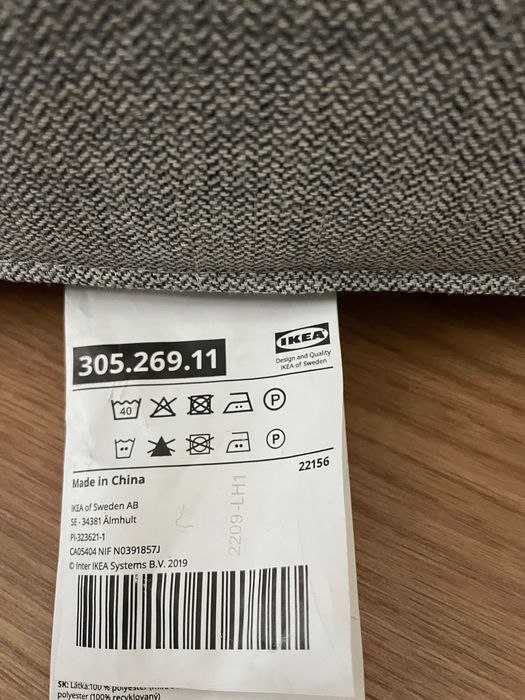 305.269.11
IKEA
Design and Quality
IKEA of Sweden
40 P
P
22156
Made in China
IKEA of Sweden AB
SE - 34381 Älmhult
PI-323621-1
CA05404 NIF N0391857J
© Inter IKEA Systems B.V. 2019
2209-LH1
SK: Látka:100 % polyester
polyester (100% recyklovaný)